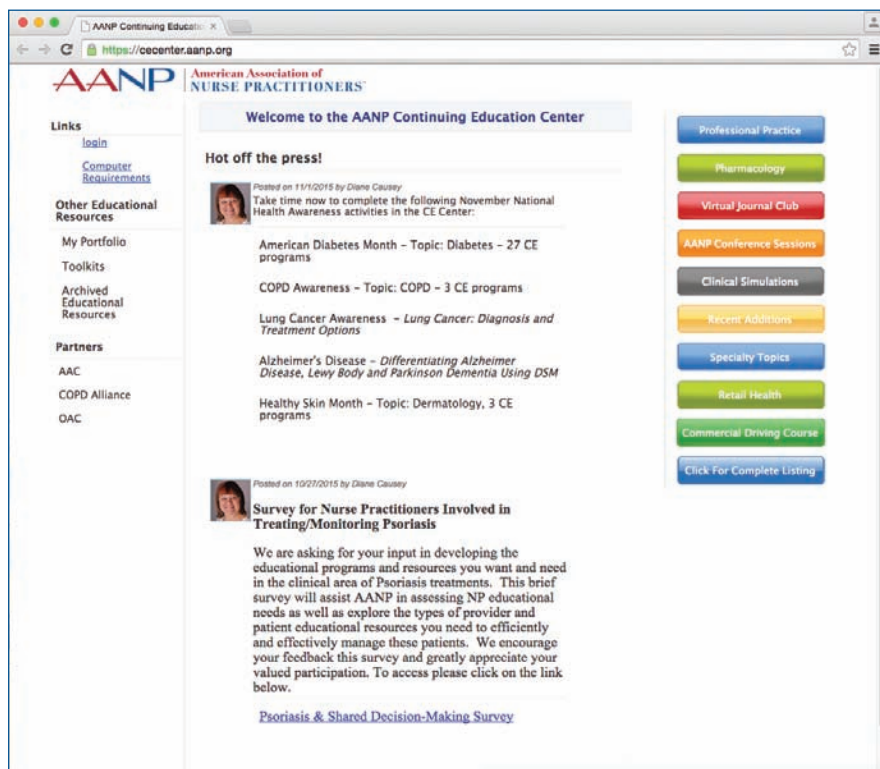 AANP Continuing Educatio
https://cecenter.aanp.org
AANP
American Association of
NURSE PRACTITIONERS™
Links
login
Computer
Requirements
Other Educational
Resources
My Portfolio
Toolkits
Archived
Educational
Resources
Partners
AAC
COPD Alliance
OAC
Welcome to the AANP Continuing Education Center
Hot off the press!
Posted on 11/1/2015 by Diane Causey
Take time now to complete the following November National
Health Awareness activities in the CE Center:
American Diabetes Month – Topic: Diabetes – 27 CE
programs
COPD Awareness – Topic: COPD – 3 CE programs
Lung Cancer Awareness – Lung Cancer: Diagnosis and
Treatment Options
Alzheimer's Disease – Differentiating Alzheimer
Disease, Lewy Body and Parkinson Dementia Using DSM
Healthy Skin Month – Topic: Dermatology, 3 CE
programs
Posted on 10/27/2015 by Diane Causey
Survey for Nurse Practitioners Involved in
Treating/Monitoring Psoriasis
We are asking for your input in developing the
educational programs and resources you want and need
in the clinical area of Psoriasis treatments. This brief
survey will assist AANP in assessing NP educational
needs as well as explore the types of provider and
patient educational resources you need to efficiently
and effectively manage these patients. We encourage
your feedback this survey and greatly appreciate your
valued participation. To access please click on the link
below.
Psoriasis & Shared Decision-Making Survey
Professional Practice
Pharmacology
Virtual Journal Club
AANP Conference Sessions
Clinical Simulations
Recent Additions
Specialty Topics
Retail Health
Commercial Driving Course
Click For Complete Listing